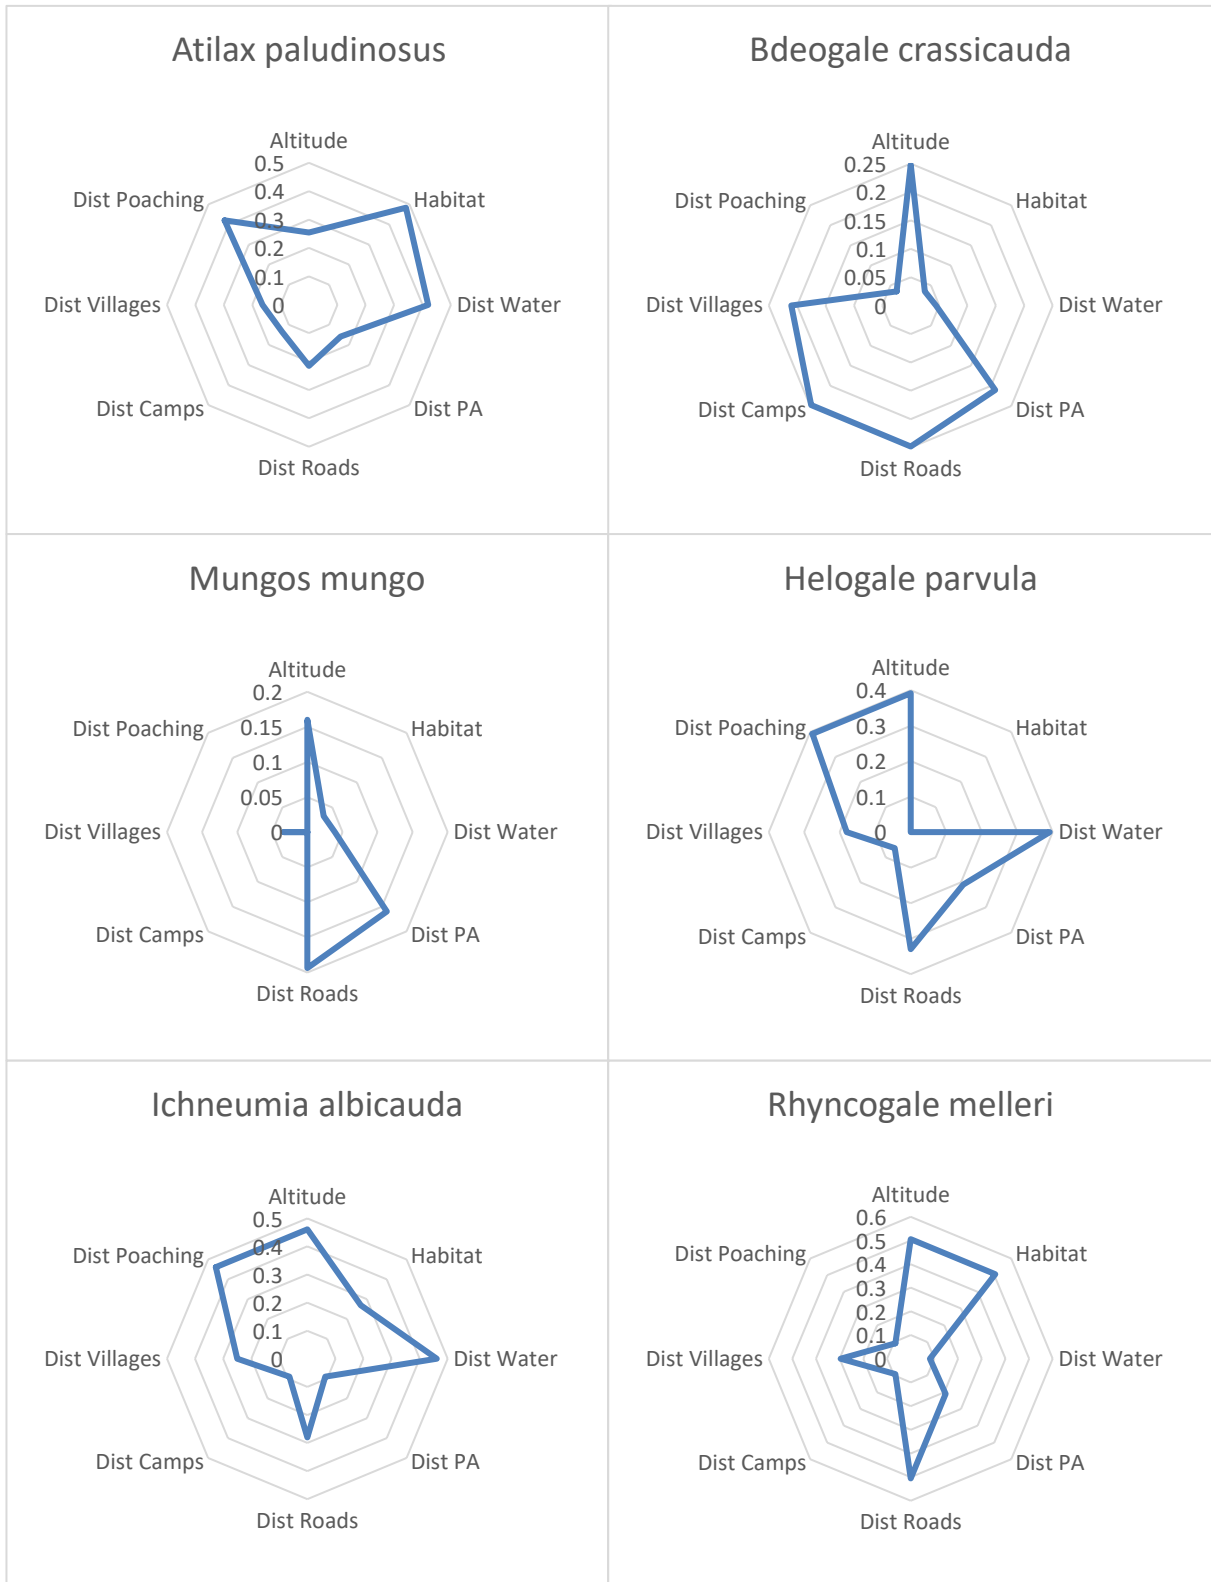 Atilax paludinosus
Altitude
0.5
0.4
0.3
0.2
0.1
0
Habitat
Dist Water
Dist PA
Dist Roads
Dist Camps
Dist Villages
Dist Poaching
Bdeogale crassicauda
Altitude
0.25
0.2
0.15
0.1
0.05
0
Habitat
Dist Water
Dist PA
Dist Roads
Dist Camps
Dist Villages
Dist Poaching
Mungos mungo
Altitude
0.2
0.15
0.1
0.05
0
Habitat
Dist Water
Dist PA
Dist Roads
Dist Camps
Dist Villages
Dist Poaching
Helogale parvula
Altitude
0.4
0.3
0.2
0.1
0
Habitat
Dist Water
Dist PA
Dist Roads
Dist Camps
Dist Villages
Dist Poaching
Ichneumia albicauda
Altitude
0.5
0.4
0.3
0.2
0.1
0
Habitat
Dist Water
Dist PA
Dist Roads
Dist Camps
Dist Villages
Dist Poaching
Rhyncogale melleri
Altitude
0.6
0.5
0.4
0.3
0.2
0.1
0
Habitat
Dist Water
Dist PA
Dist Roads
Dist Camps
Dist Villages
Dist Poaching